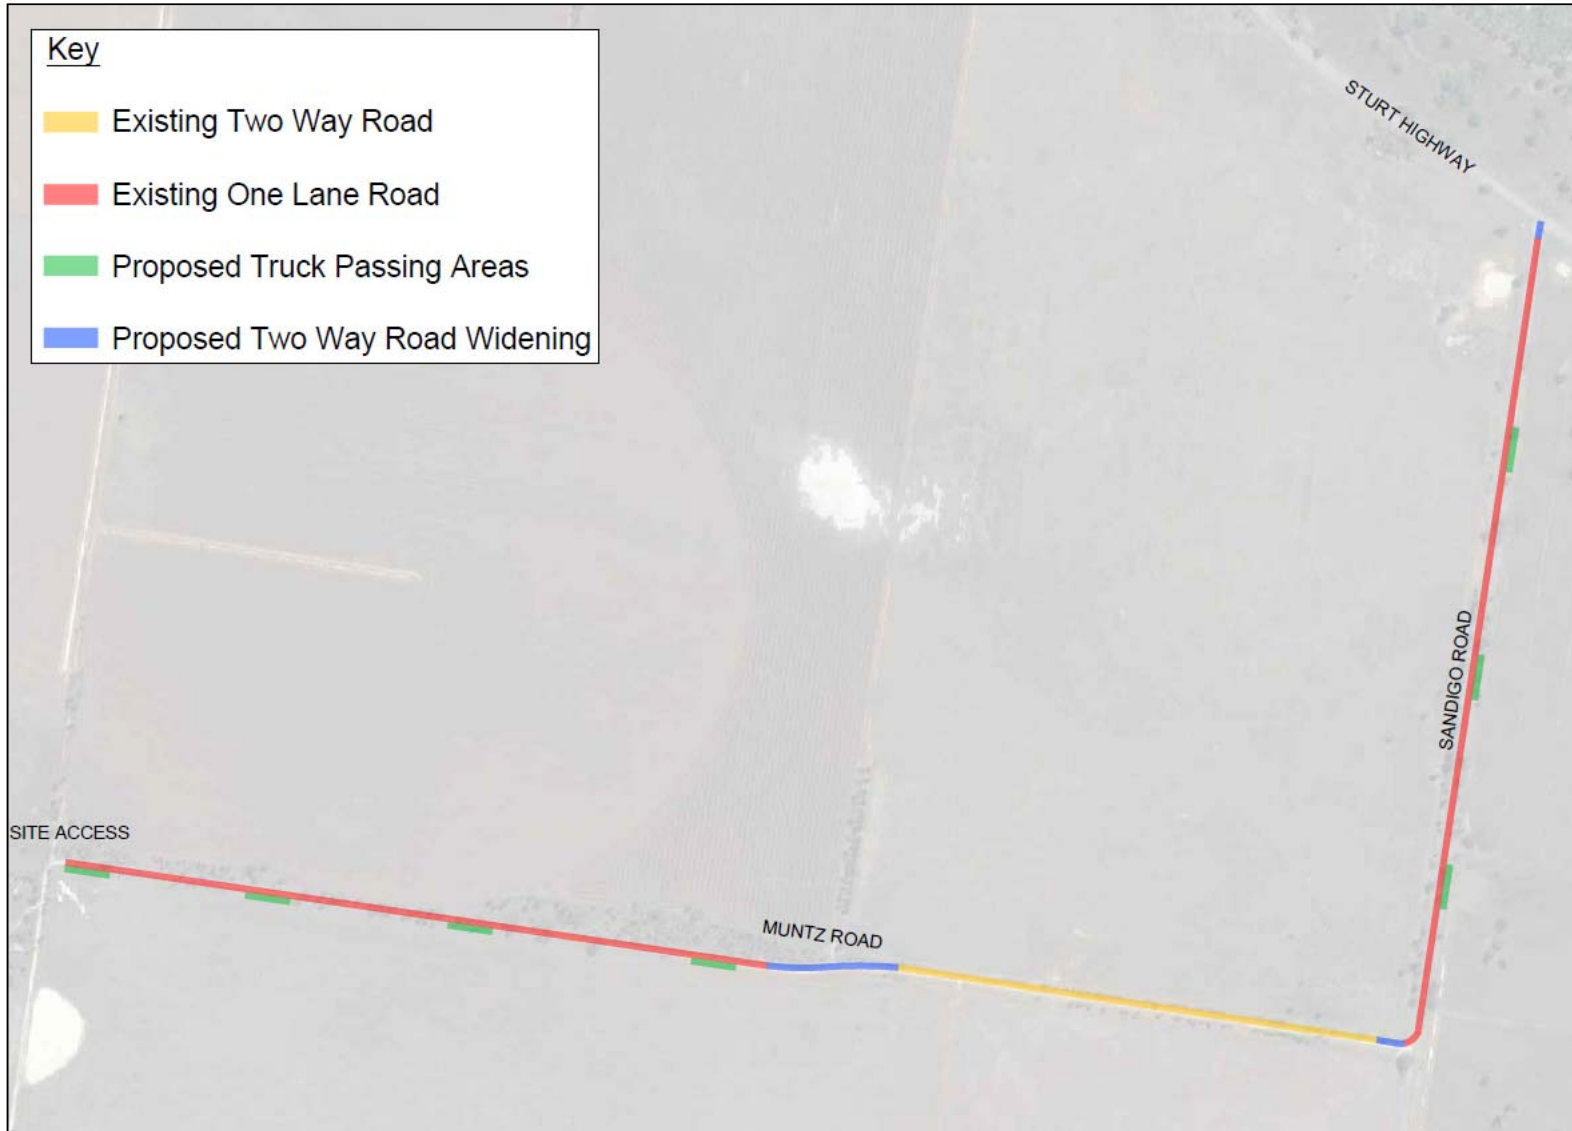 Key
Existing Two Way Road
Existing One Lane Road
Proposed Truck Passing Areas
Proposed Two Way Road Widening
STURT HIGHWAY
SANDIGO ROAD
SITE ACCESS
MUNTZ ROAD